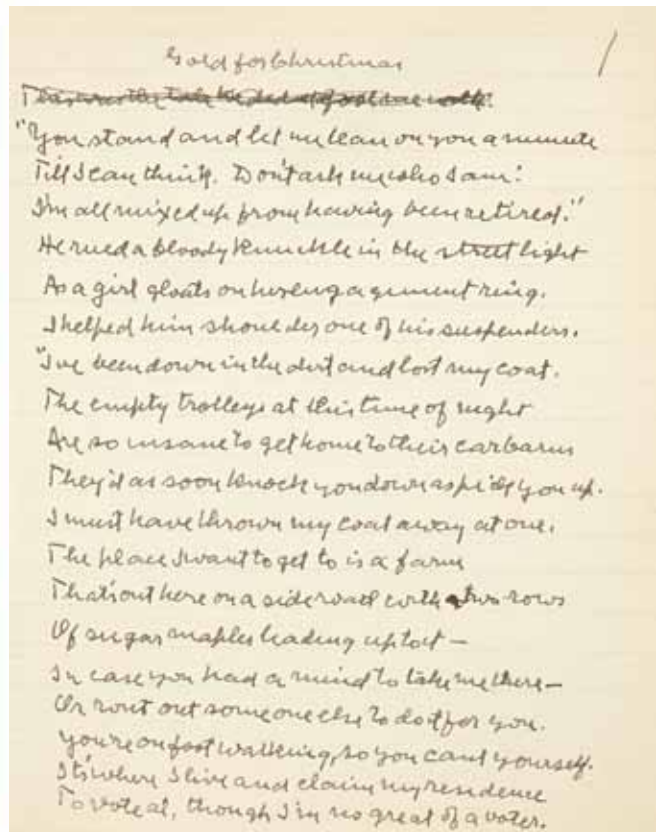 Gold for Christmas
1
"You stand and let me lean on you a minute
Till I can think. Don't ask me who I am!
I'm all mixed up from having been retired."
He rued a bloody knuckle in the street light
As a girl gloats on her engagement ring.
I helped him shoulder one of his suspenders.
"I've been down in the dirt and lost my coat.
The empty trolleys at this time of night
Are so insane to get home to their carbarns
They'd as soon knock you down as pick you up.
I must have thrown my coat away at one.
The place I want to get to is a farm
That's out here on a side road with two rows
Of sugar maples leading up to it —
In case you had a mind to take me there —
Or rout out someone else to do it for you.
You're on foot walking, so you cant yourself.
It's where I live and claim my residence
To vote at, though I'm no great of a voter.